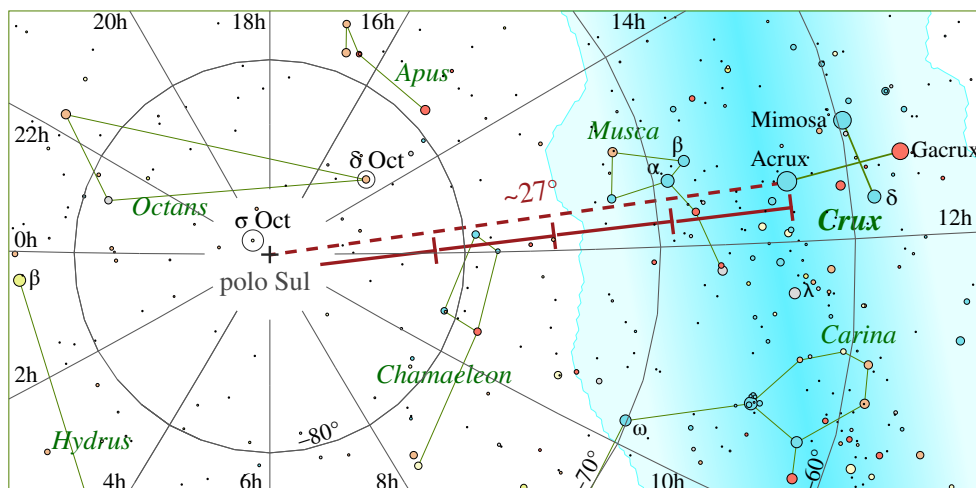 20h
18h
16h
14h
Apus
22h
δ Oct
Musca
β
α
Mimosa
Acrux
Gacrux
Octans
σ Oct
~27°
δ
Crux
12h
0h
β
polo Sul
λ
Carina
2h
Chamaeleon
Hydrus
–80°
ω
–70°
–60°
4h
8h
10h